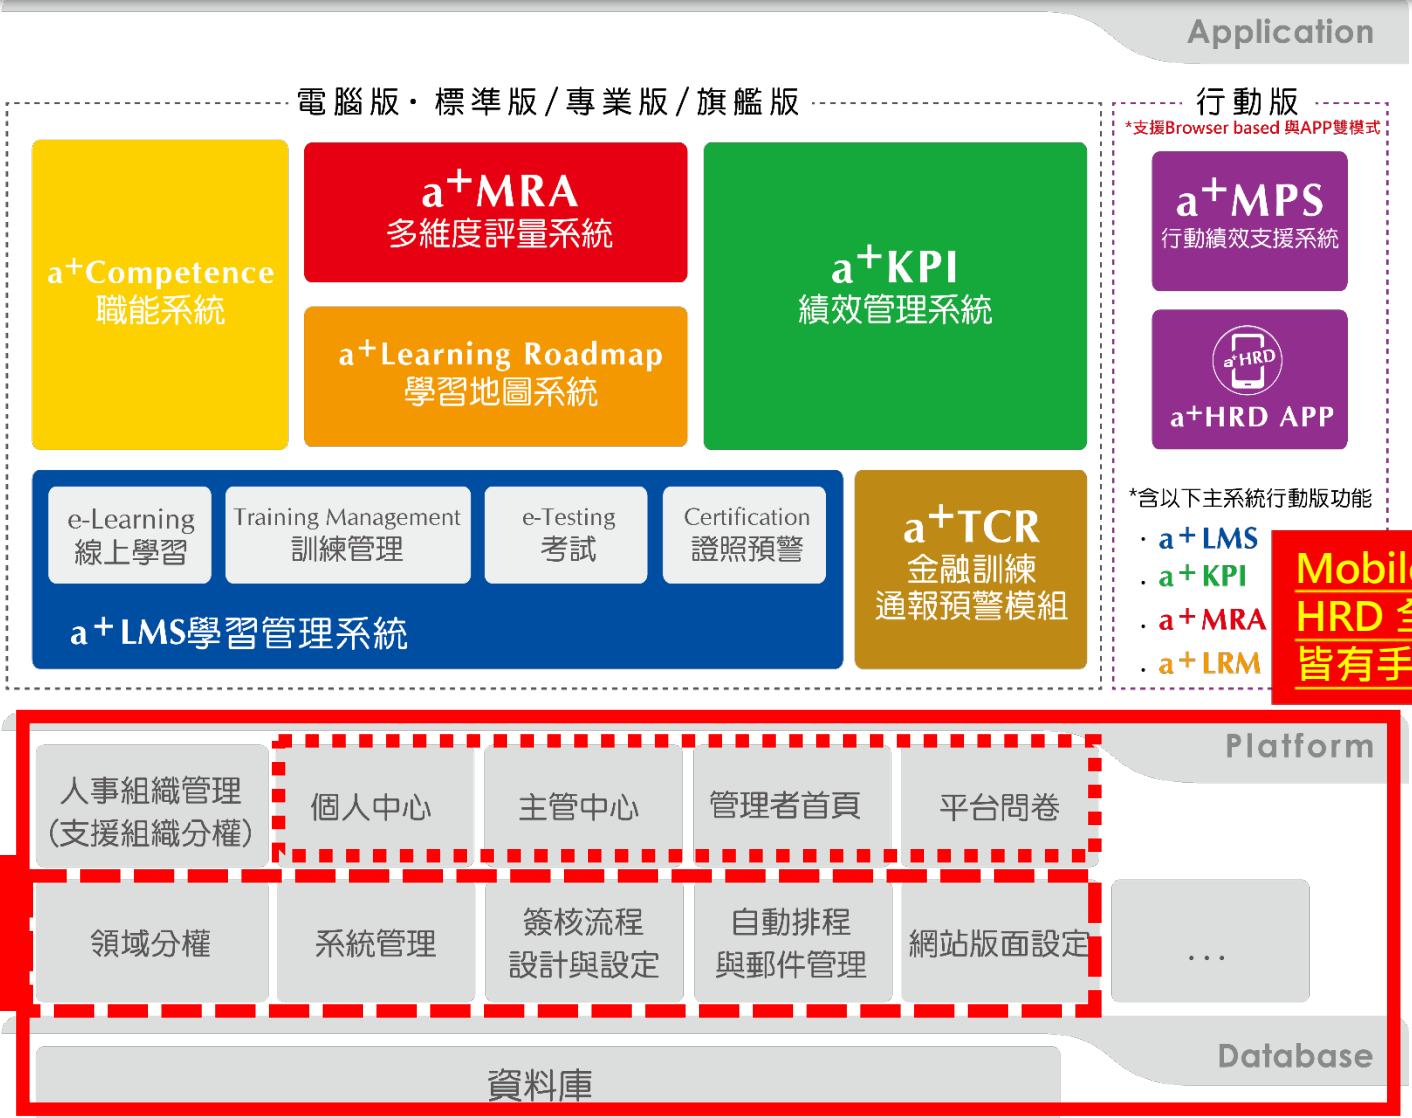 Application
電腦版・標準版/專業版/旗艦版
行動版
*支援Browser based 與APP雙模式
a+Competence
職能系統
a+MRA
多維度評量系統
a+Learning Roadmap
學習地圖系統
a+KPI
績效管理系統
a+MPS
行動績效支援系統
a+HRD
a+HRD APP
e-Learning
線上學習
Training Management
訓練管理
e-Testing
考試
Certification
證照預警
a+LMS學習管理系統
a+TCR
金融訓練
通報預警模組
*含以下主系統行動版功能
· a+LMS
· a+KPI
· a+MRA
· a+LRM
HRD
皆有手
Platform
人事組織管理
(支援組織分權)
個人中心
主管中心
管理者首頁
平台問卷
領域分權
系統管理
簽核流程
設計與設定
自動排程
與郵件管理
網站版面設定
...
Database
資料庫